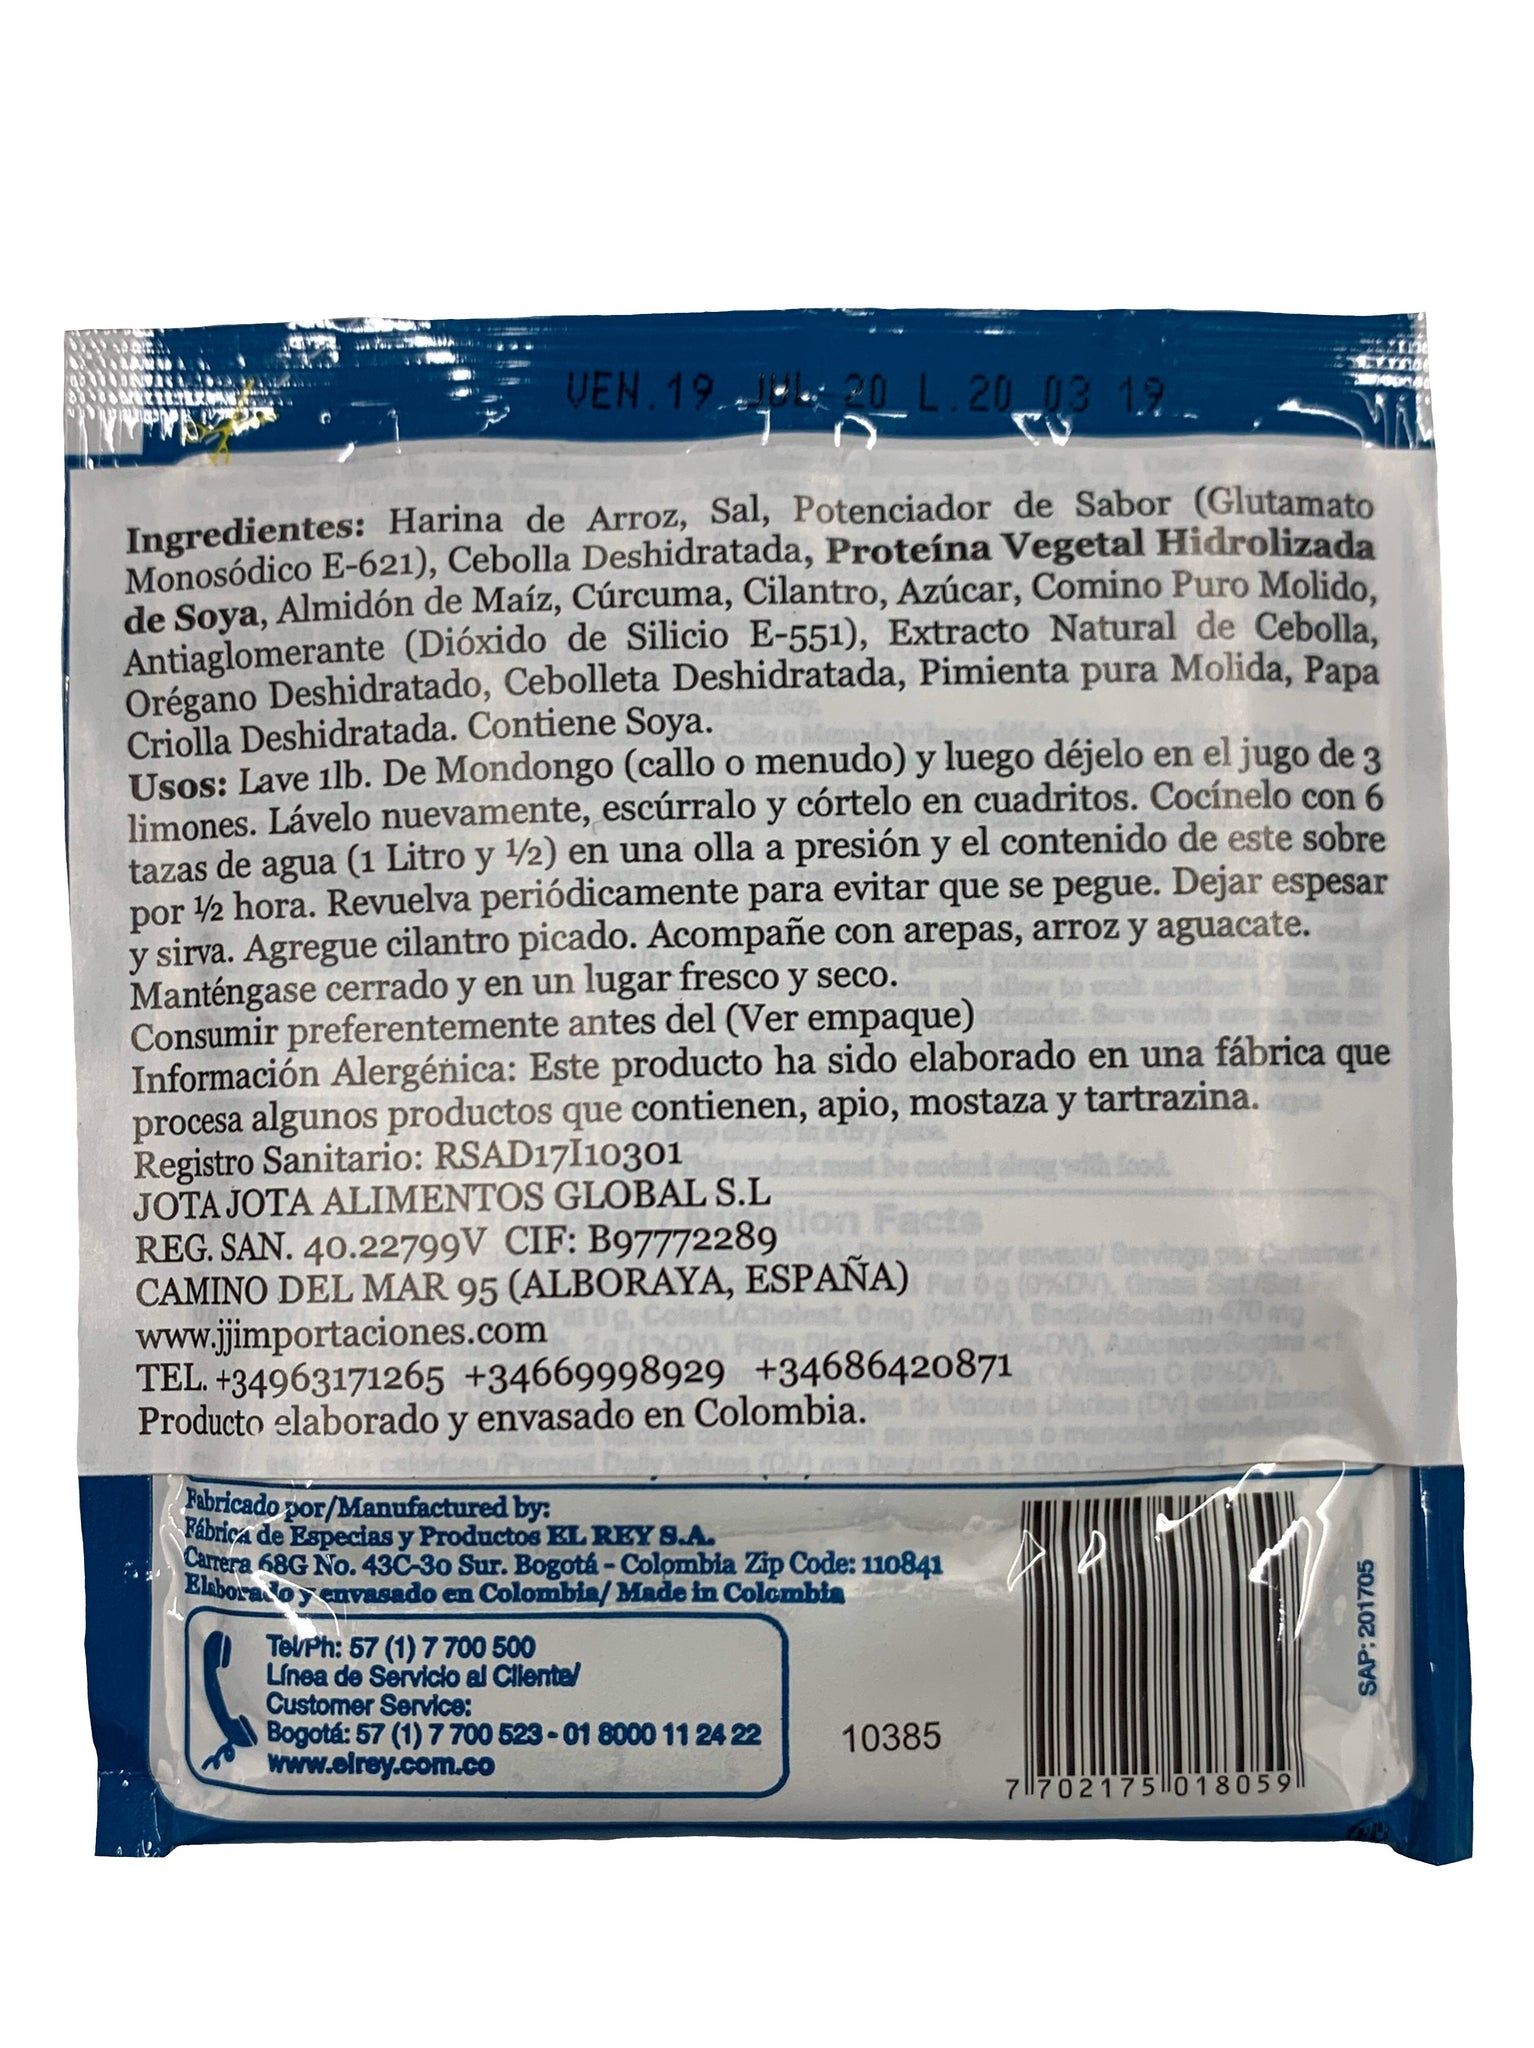 VEN.19 JUL 20 L.20 03 19
Ingredientes: Harina de Arroz, Sal, Potenciador de Sabor (Glutamato
Monosódico E-621), Cebolla Deshidratada, Proteína Vegetal Hidrolizada
de Soya, Almidón de Maíz, Cúrcuma, Cilantro, Azúcar, Comino Puro Molido,
Antiaglomerante (Dióxido de Silicio E-551), Extracto Natural de Cebolla,
Orégano Deshidratado, Cebolleta Deshidratada, Pimienta pura Molida, Papa
Criolla Deshidratada. Contiene Soya.
Usos: Lave 1lb. De Mondongo (callo o menudo) y luego déjelo en el jugo de 3
limones. Lávelo nuevamente, escúrralo y córtelo en cuadritos. Cocínelo con 6
tazas de agua (1 Litro y ½) en una olla a presión y el contenido de este sobre
por ½ hora. Revuelva periódicamente para evitar que se pegue. Dejar espesar
y sirva. Agregue cilantro picado. Acompañe con arepas, arroz y aguacate.
Manténgase cerrado y en un lugar fresco y seco.
Consumir preferentemente antes del (Ver empaque)
Información Alergénica: Este producto ha sido elaborado en una fábrica que
procesa algunos productos que contienen, apio, mostaza y tartrazina.
Registro Sanitario: RSAD17I10301
JOTA JOTA ALIMENTOS GLOBAL S.L
REG. SAN. 40.22799V CIF: B97772289
CAMINO DEL MAR 95 (ALBORAYA, ESPAÑA)
www.jjimportaciones.com
TEL. +34963171265 +34669998929 +34686420871
Producto elaborado y envasado en Colombia.
Fabricado por/Manufactured by:
Fábrica de Especias y Productos EL REY S.A.
Carrera 68G No. 43C-30 Sur. Bogotá - Colombia Zip Code: 110841
Elaborado y envasado en Colombia/ Made in Colombia
Tel/Ph: 57 (1) 7 700 500
Línea de Servicio al Cliente/
Customer Service:
Bogotá: 57 (1) 7 700 523 - 01 8000 11 24 22
www.elrey.com.co
10385
7 702175 018059
SAP: 201705